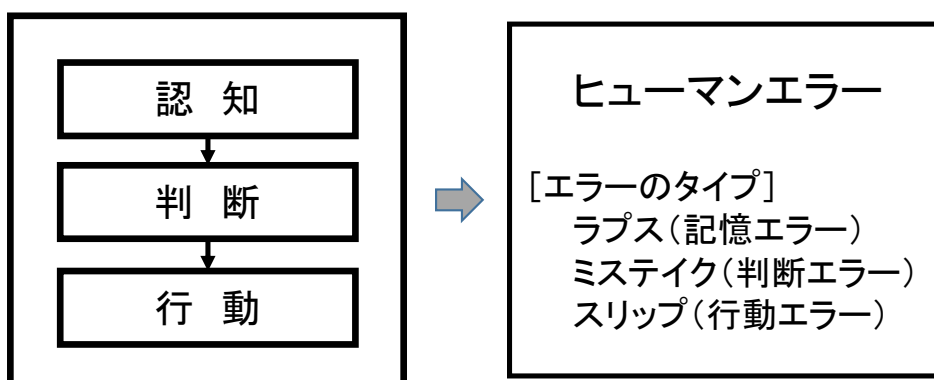 認 知
判 断
行 動
ヒューマンエラー
[エラーのタイプ]
ラプス(記憶エラー)
ミステイク(判断エラー)
スリップ(行動エラー)